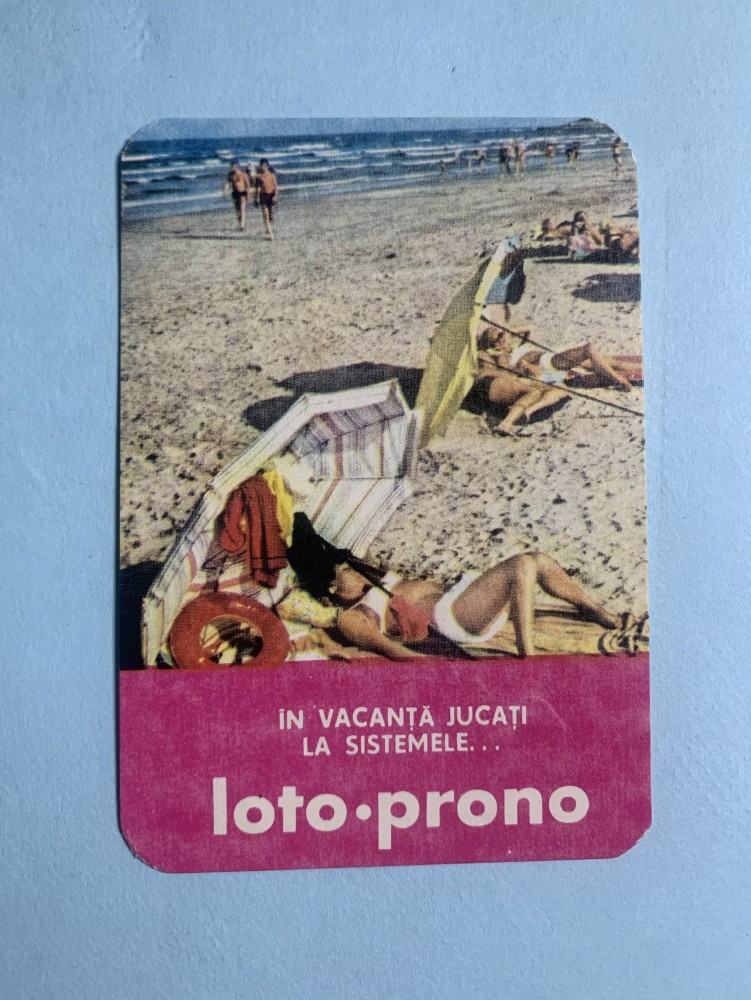 ÎN VACANȚĂ JUCAȚI
LA SISTEMELE...
loto•prono